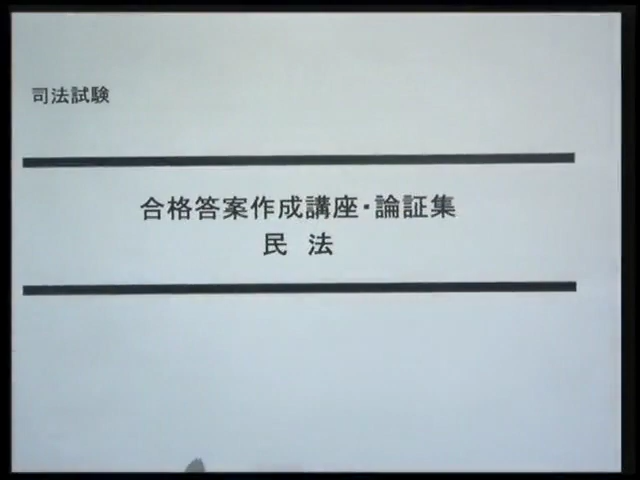 司法試験
合格答案作成講座・論証集
民 法